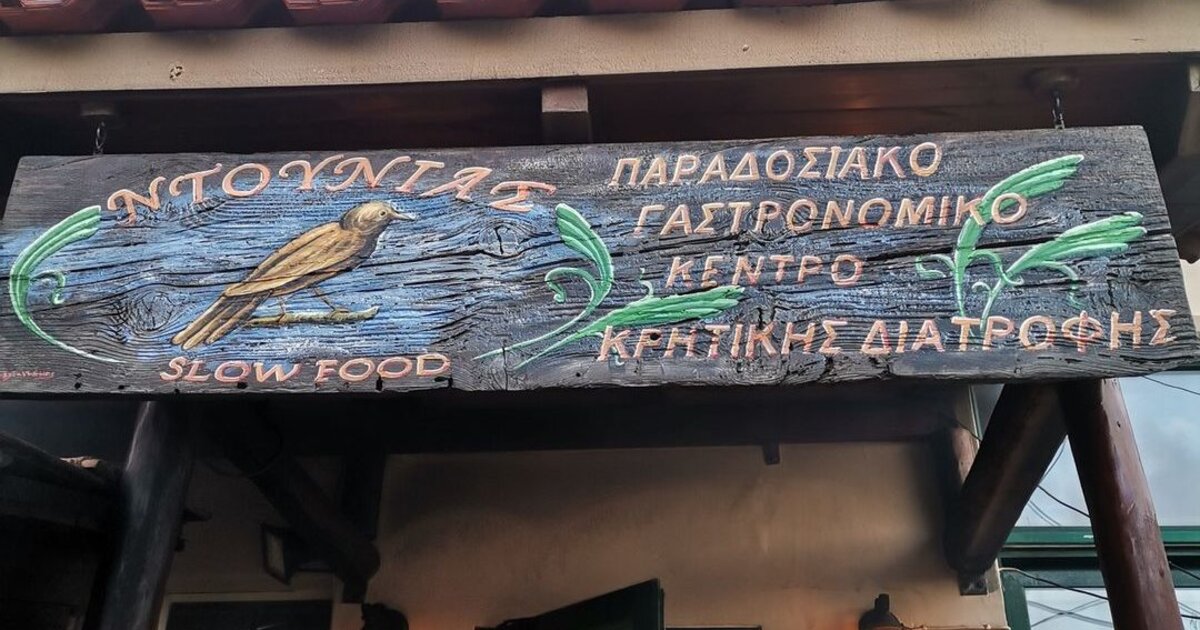 ΝΤΟΥΝΙΑΣ
SLOW FOOD
ΠΑΡΑΔΟΣΙΑΚΟ
ΓΑΣΤΡΟΝΟΜΙΚΟ
ΚΕΝΤΡΟ
ΚΡΗΤΙΚΗΣ ΔΙΑΤΡΟΦΗΣ